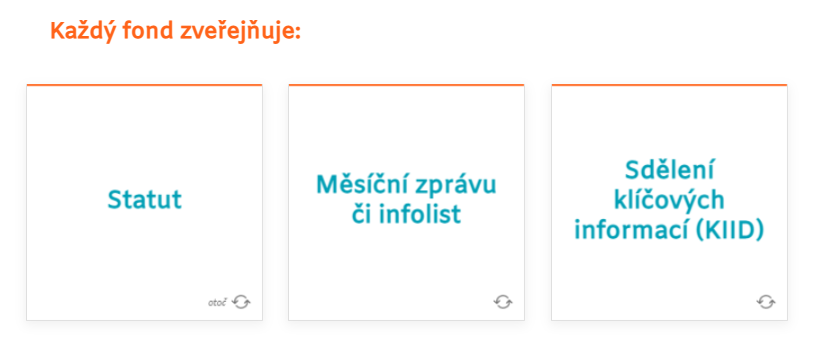 Každý fond zveřejňuje:
Statut
otoč
Měsíční zprávu
či infolist
Sdělení
klíčových
informací (KIID)